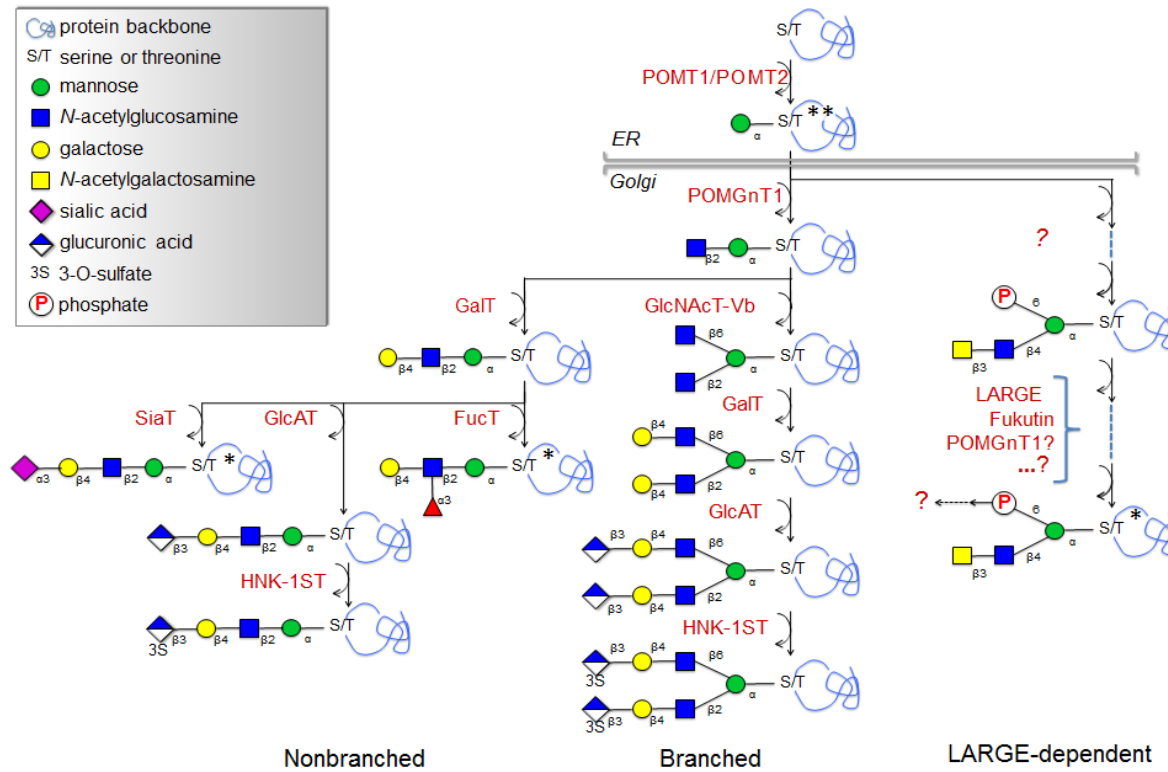 protein backbone
S/T serine or threonine
mannose
N-acetylglucosamine
galactose
N-acetylgalactosamine
sialic acid
glucuronic acid
3S 3-O-sulfate
P phosphate
S/T
POMT1/POMT2
α S/T **
ER
Golgi
POMGnT1
β2 α S/T
?
GalT
GlcNAcT-Vb
β4 β2 α S/T
β6
β2 α S/T
P 6
β3 β4 α S/T
SiaT
GlcAT
FucT
GalT
LARGE
Fukutin
POMGnT1?
...?
α3 β4 β2 α S/T *
β4 β2 α S/T *
α3
β4 β6
β4 β2 α S/T
GlcAT
? P 6
β3 β4 α S/T *
β3 β4 β2 α S/T
β3 β4 β6
β3 β4 β2 α S/T
HNK-1ST
HNK-1ST
3S β3 β4 β2 α S/T
3S β3 β4 β6
3S β3 β4 β2 α S/T
Nonbranched
Branched
LARGE-dependent